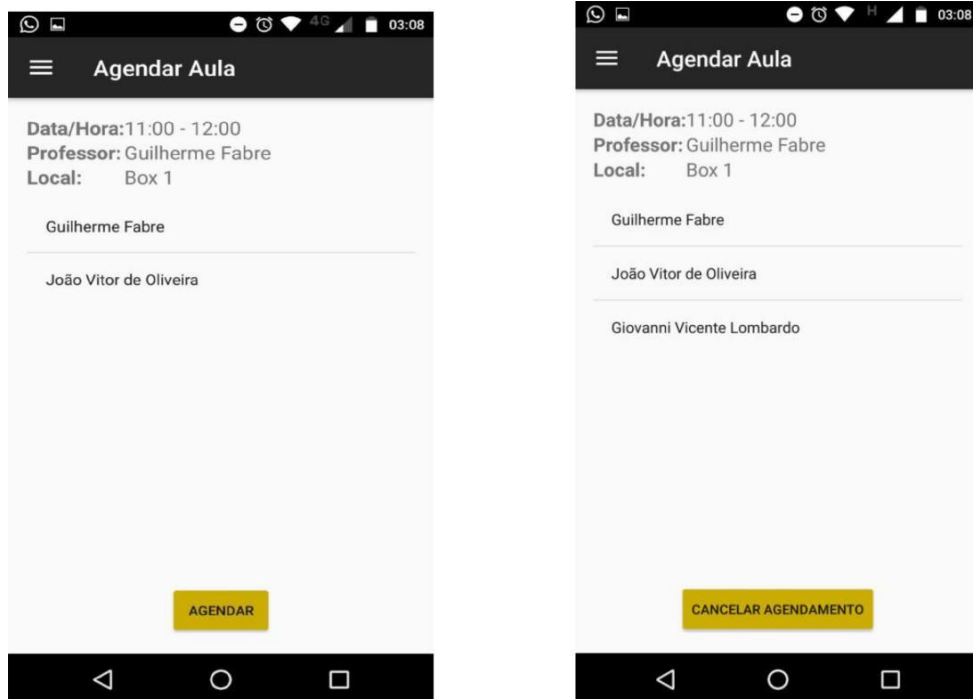 4G 03:08
Agendar Aula
Data/Hora:11:00 - 12:00
Professor: Guilherme Fabre
Local: Box 1
Guilherme Fabre
João Vitor de Oliveira
AGENDAR
H 03:08
Agendar Aula
Data/Hora:11:00 - 12:00
Professor: Guilherme Fabre
Local: Box 1
Guilherme Fabre
João Vitor de Oliveira
Giovanni Vicente Lombardo
CANCELAR AGENDAMENTO